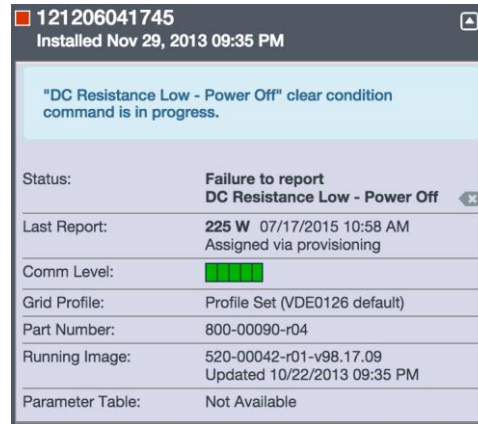 121206041745
Installed Nov 29, 2013 09:35 PM
"DC Resistance Low - Power Off" clear condition
command is in progress.
Status: Failure to report
DC Resistance Low - Power Off
Last Report: 225 W 07/17/2015 10:58 AM
Assigned via provisioning
Comm Level:
Grid Profile: Profile Set (VDE0126 default)
Part Number: 800-00090-r04
Running Image: 520-00042-r01-v98.17.09
Updated 10/22/2013 09:35 PM
Parameter Table: Not Available